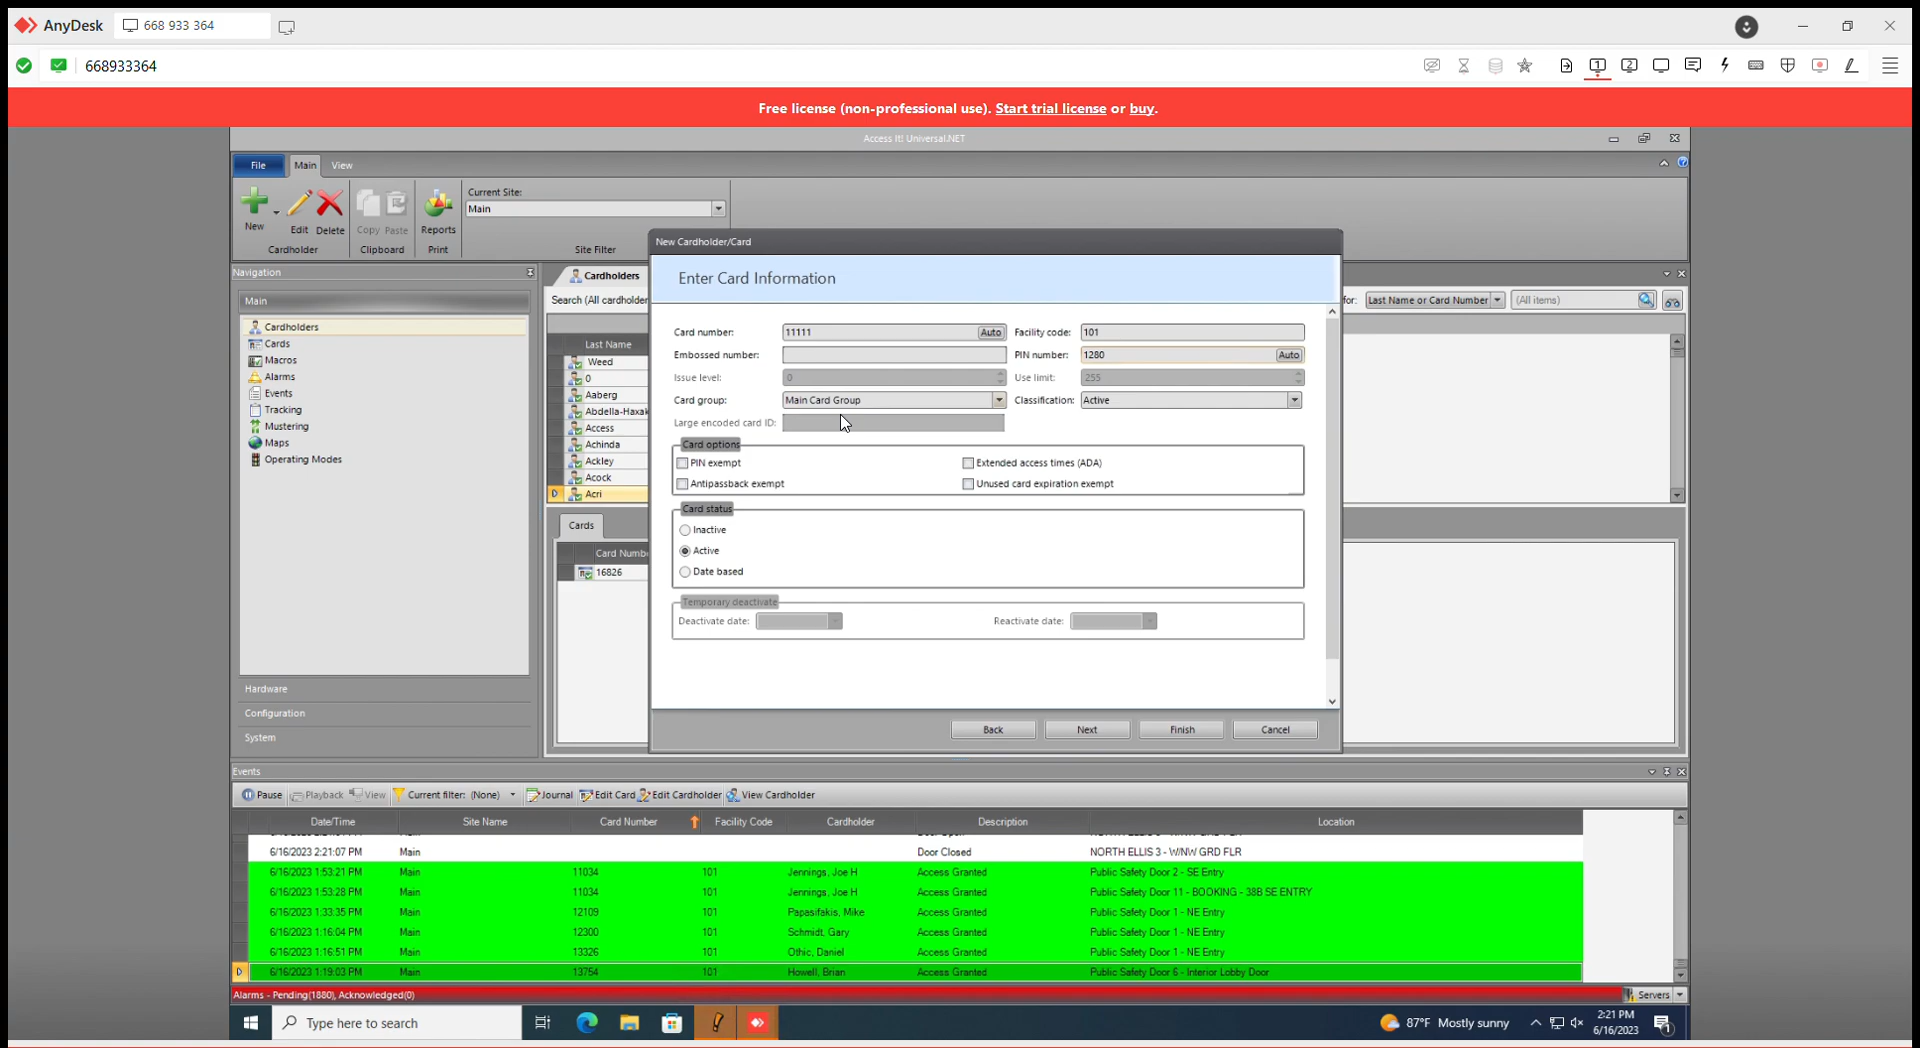 AnyDesk 668 933 364
668933364
Free license (non-professional use). Start trial license or buy.
Access It! Universal.NET
File Main View
Current Site:
Main
New Edit Delete Copy Paste Reports
Cardholder Clipboard Print Site Filter
New Cardholder/Card
Navigation
Cardholders
Enter Card Information
Main
Search (All cardholder
for: Last Name or Card Number (All items)
Cardholders
Cards
Macros
Alarms
Events
Tracking
Mustering
Maps
Operating Modes
Last Name
Weed
0
Aaberg
Abdella-Haxak
Access
Achinda
Ackley
Acock
Acri
Card number: 11111 Auto Facility code: 101
Embossed number: PIN number: 1280 Auto
Issue level: 0 Use limit: 255
Card group: Main Card Group Classification: Active
Large encoded card ID:
Card options
PIN exempt Extended access times (ADA)
Antipassback exempt Unused card expiration exempt
Card status
Inactive
Active
Date based
Temporary deactivate
Deactivate date: Reactivate date:
Cards
Card Numb
16826
Hardware
Configuration
System
Back Next Finish Cancel
Events
Pause Playback View Current filter: (None) Journal Edit Card Edit Cardholder View Cardholder
Date/Time Site Name Card Number Facility Code Cardholder Description Location
6/16/2023 2:21:07 PM Main Door Closed NORTH ELLIS 3 - W/NW GRD FLR
6/16/2023 1:53:21 PM Main 11034 101 Jennings, Joe H Access Granted Public Safety Door 2 - SE Entry
6/16/2023 1:53:28 PM Main 11034 101 Jennings, Joe H Access Granted Public Safety Door 11 - BOOKING - 38B SE ENTRY
6/16/2023 1:33:35 PM Main 12109 101 Papasifakis, Mike Access Granted Public Safety Door 1 - NE Entry
6/16/2023 1:16:04 PM Main 12300 101 Schmidt, Gary Access Granted Public Safety Door 1 - NE Entry
6/16/2023 1:16:51 PM Main 13326 101 Othic, Daniel Access Granted Public Safety Door 1 - NE Entry
6/16/2023 1:19:03 PM Main 13754 101 Howell, Brian Access Granted Public Safety Door 6 - Interior Lobby Door
Alarms - Pending(1880), Acknowledged(0) Servers
Type here to search
87°F Mostly sunny
2:21 PM
6/16/2023
1